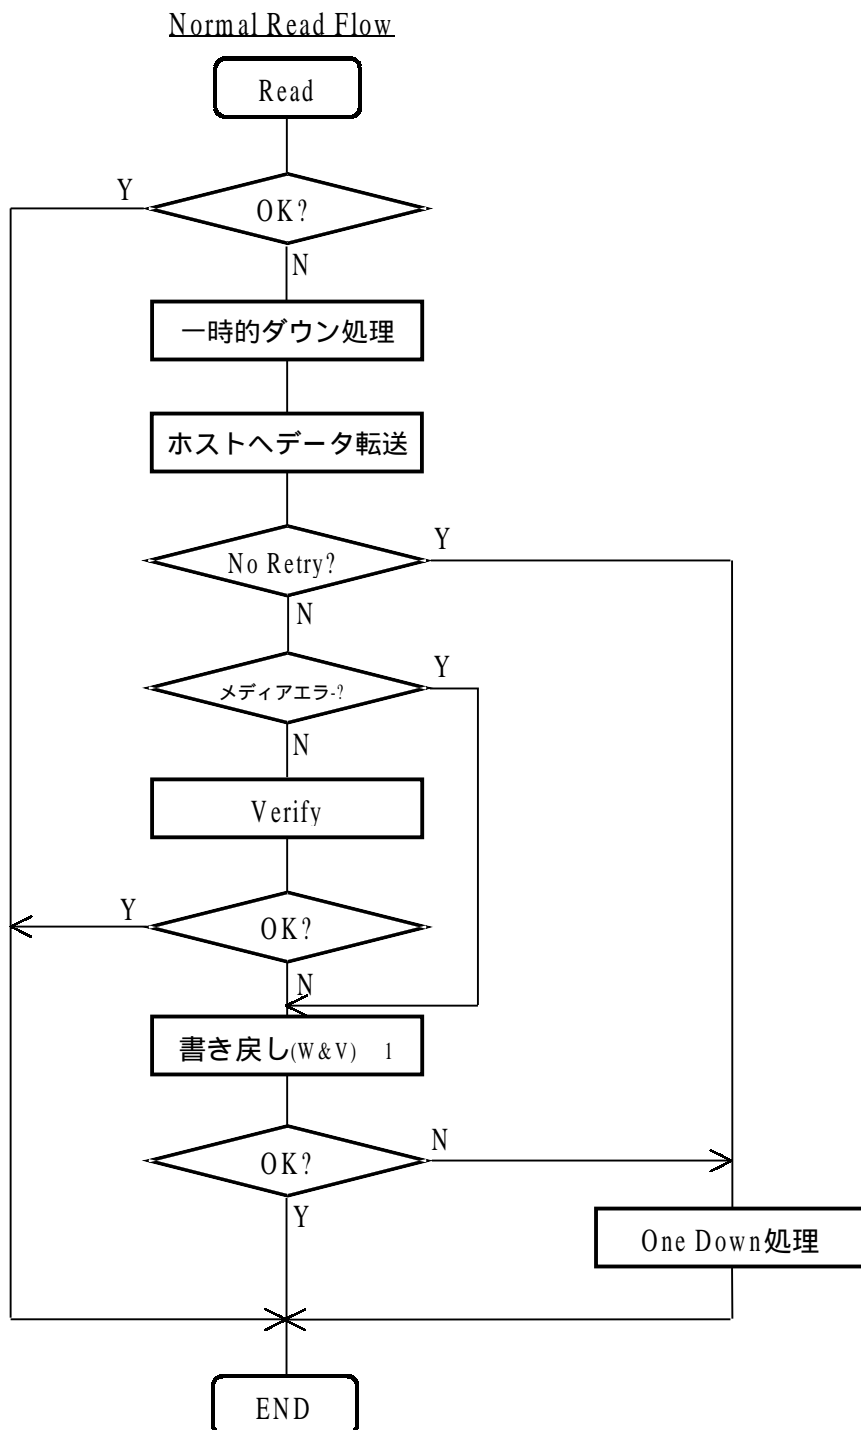 Normal Read Flow
Read
Y
OK?
N
一時的ダウン処理
ホストへデータ転送
Y
No Retry?
N
Y
メディアエラ-?
N
Verify
Y
OK?
N
書き戻し(W&V) 1
N
OK?
Y
One Down処理
END